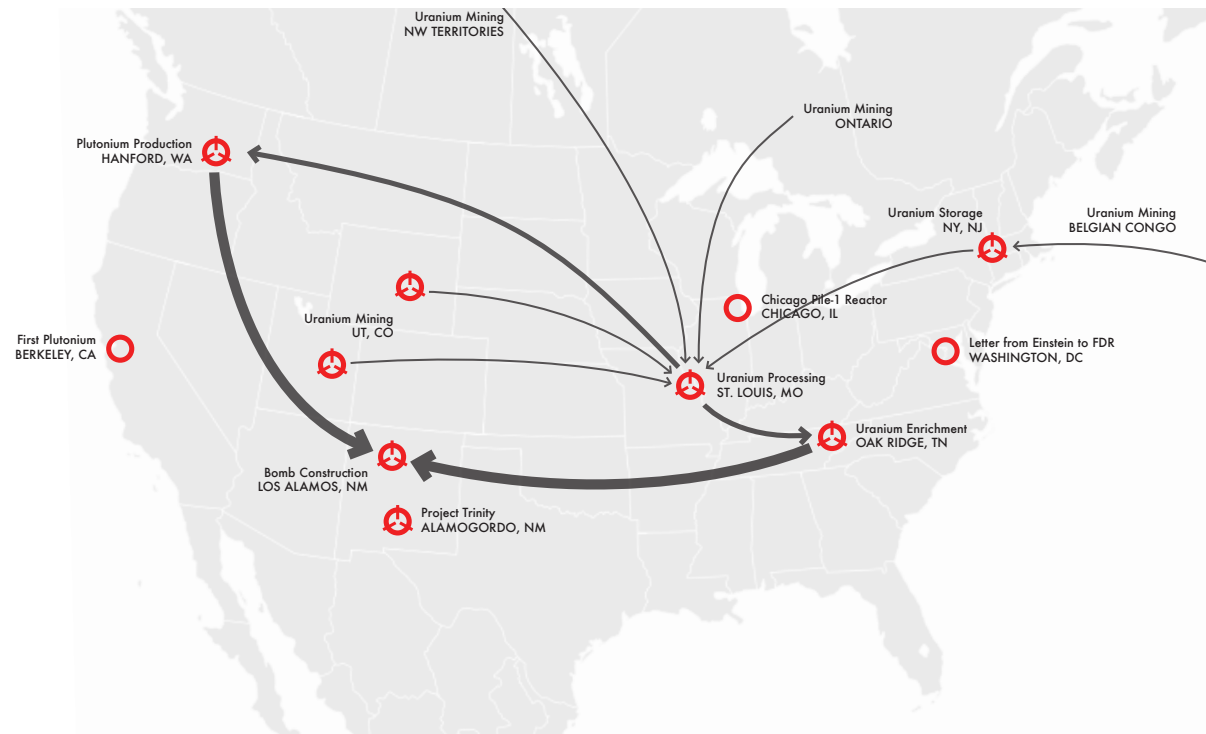 Uranium Mining
NW TERRITORIES
Uranium Mining
ONTARIO
Plutonium Production
HANFORD, WA
Uranium Storage
NY, NJ
Uranium Mining
BELGIAN CONGO
Chicago Pile-1 Reactor
CHICAGO, IL
Uranium Mining
UT, CO
First Plutonium
BERKELEY, CA
Letter from Einstein to FDR
WASHINGTON, DC
Uranium Processing
ST. LOUIS, MO
Uranium Enrichment
OAK RIDGE, TN
Bomb Construction
LOS ALAMOS, NM
Project Trinity
ALAMOGORDO, NM